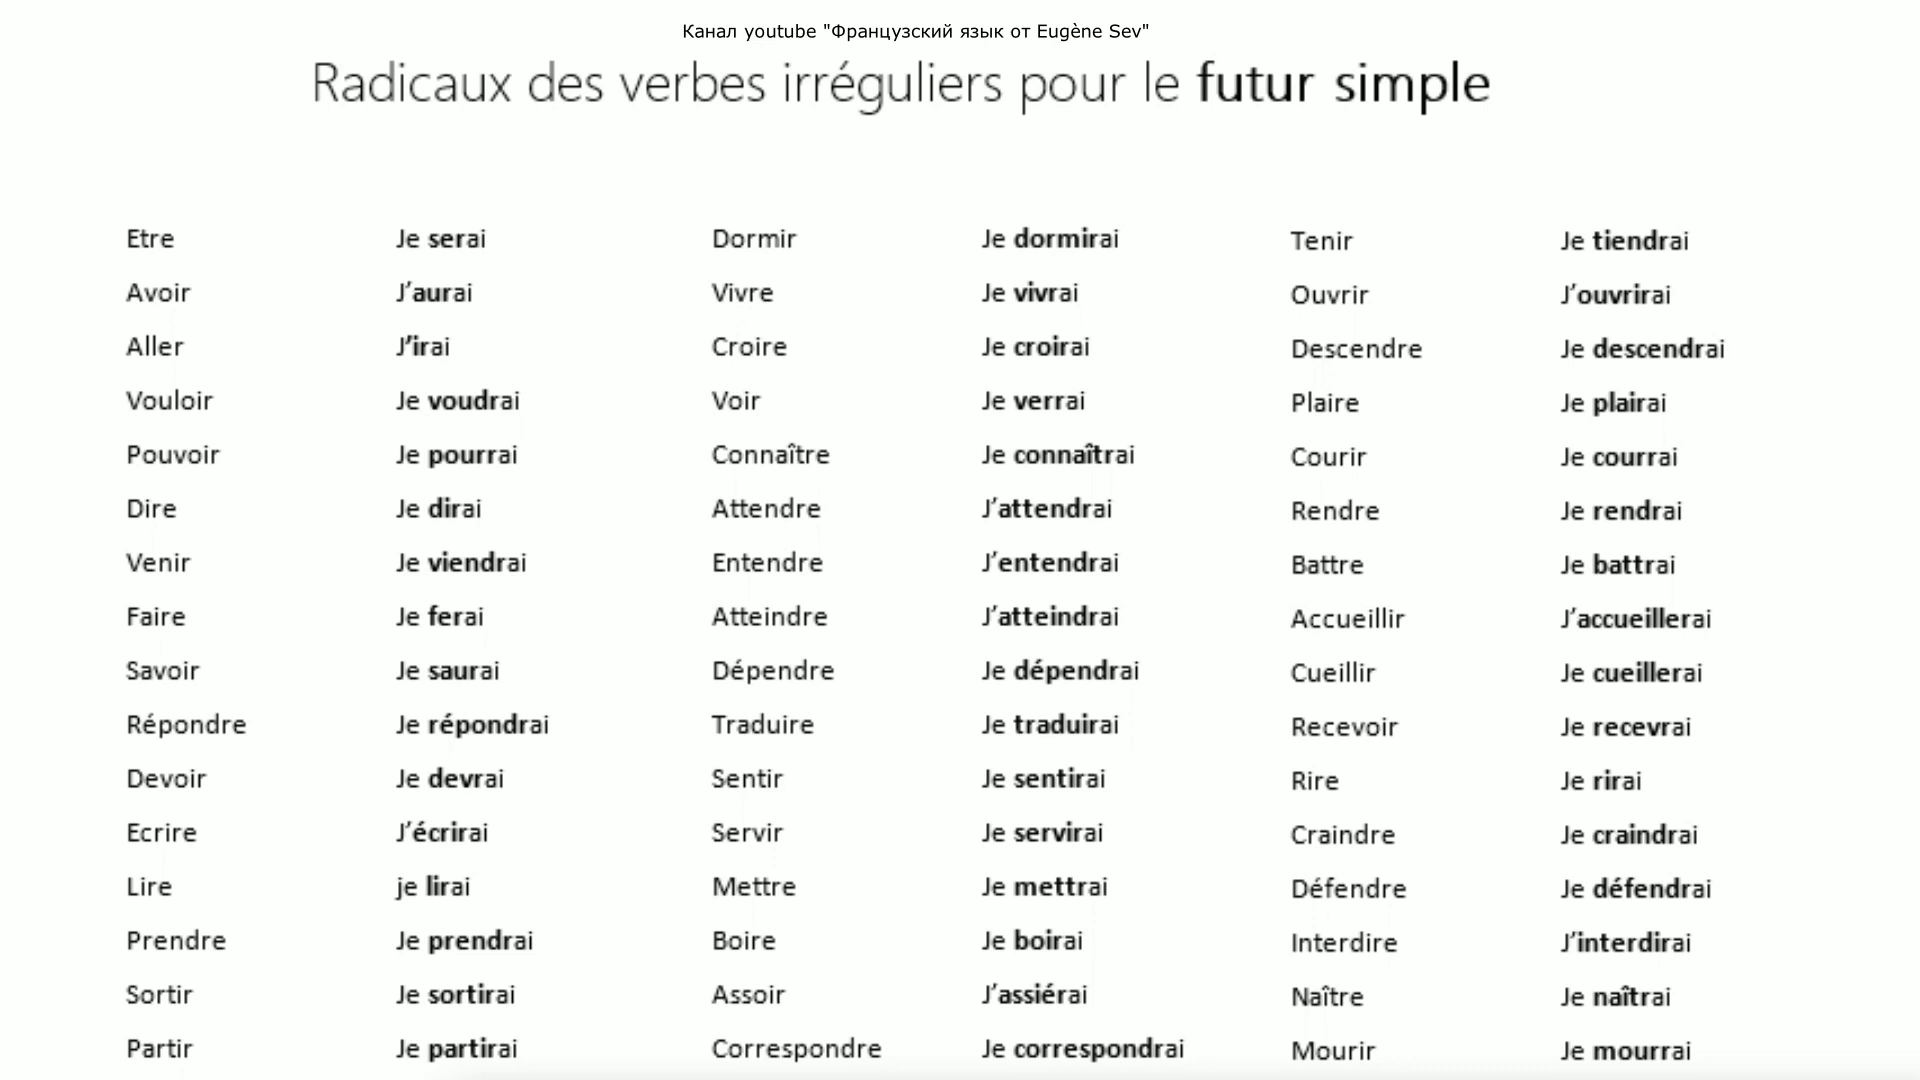 Канал youtube "Французский язык от Eugène Sev"
Radicaux des verbes irréguliers pour le futur simple
Etre Je serai Dormir Je dormirai Tenir Je tiendrai
Avoir J’aurai Vivre Je vivrai Ouvrir J’ouvrirai
Aller J’irai Croire Je croirai Descendre Je descendrai
Vouloir Je voudrai Voir Je verrai Plaire Je plairai
Pouvoir Je pourrai Connaître Je connaîtrai Courir Je courrai
Dire Je dirai Attendre J’attendrai Rendre Je rendrai
Venir Je viendrai Entendre J’entendrai Battre Je battrai
Faire Je ferai Atteindre J’atteindrai Accueillir J’accueillerai
Savoir Je saurai Dépendre Je dépendrai Cueillir Je cueillerai
Répondre Je répondrai Traduire Je traduirai Recevoir Je recevrai
Devoir Je devrai Sentir Je sentirai Rire Je rirai
Ecrire J’écrirai Servir Je servirai Craindre Je craindrai
Lire je lirai Mettre Je mettrai Défendre Je défendrai
Prendre Je prendrai Boire Je boirai Interdire J’interdirai
Sortir Je sortirai Assoir J’assiérai Naître Je naîtrai
Partir Je partirai Correspondre Je correspondrai Mourir Je mourrai